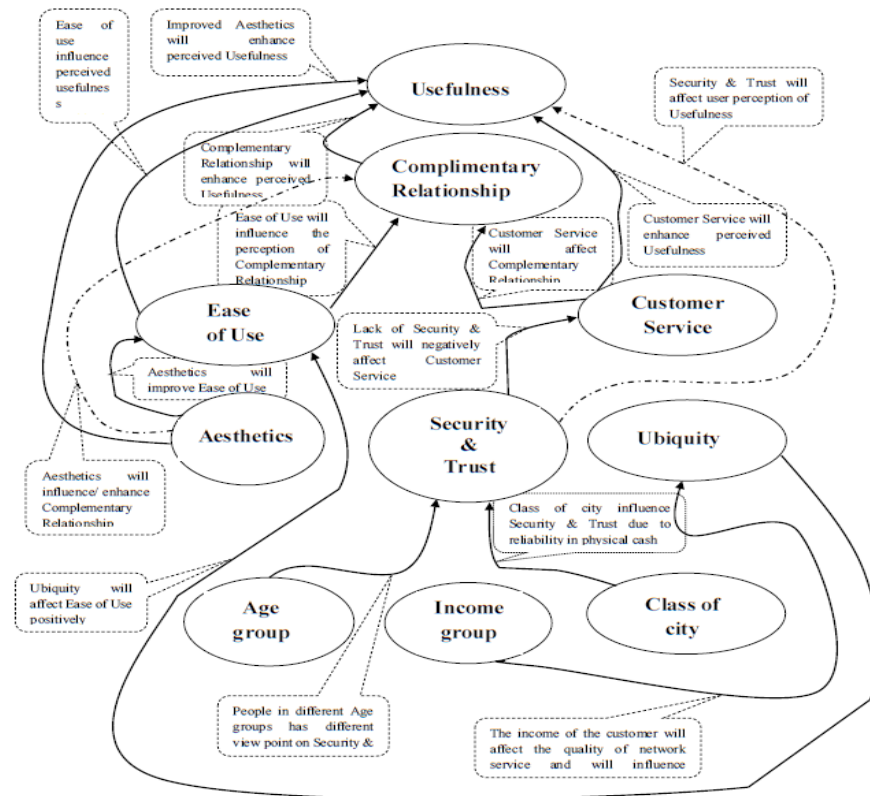 Ease of
use
influence
perceived
usefulnes
s
Improved Aesthetics
will enhance
perceived Usefulness
Usefulness
Security & Trust will
affect user perception of
Usefulness
Complementary
Relationship will
enhance perceived
Usefulness
Complimentary
Relationship
Ease of Use will
influence the
perception of
Complementary
Relationship
Customer Service
will affect
Complementary
Relationship
Customer Service will
enhance perceived
Usefulness
Ease
of Use
Customer
Service
Lack of Security &
Trust will negatively
affect Customer
Service
Aesthetics will
improve Ease of Use
Aesthetics
Security
&
Trust
Ubiquity
Aesthetics will
influence/ enhance
Complementary
Relationship
Class of city influence
Security & Trust due to
reliability in physical cash
Ubiquity will
affect Ease of Use
positively
Age
group
Income
group
Class of
city
People in different Age
groups has different
view point on Security &
The income of the customer will
affect the quality of network
service and will influence